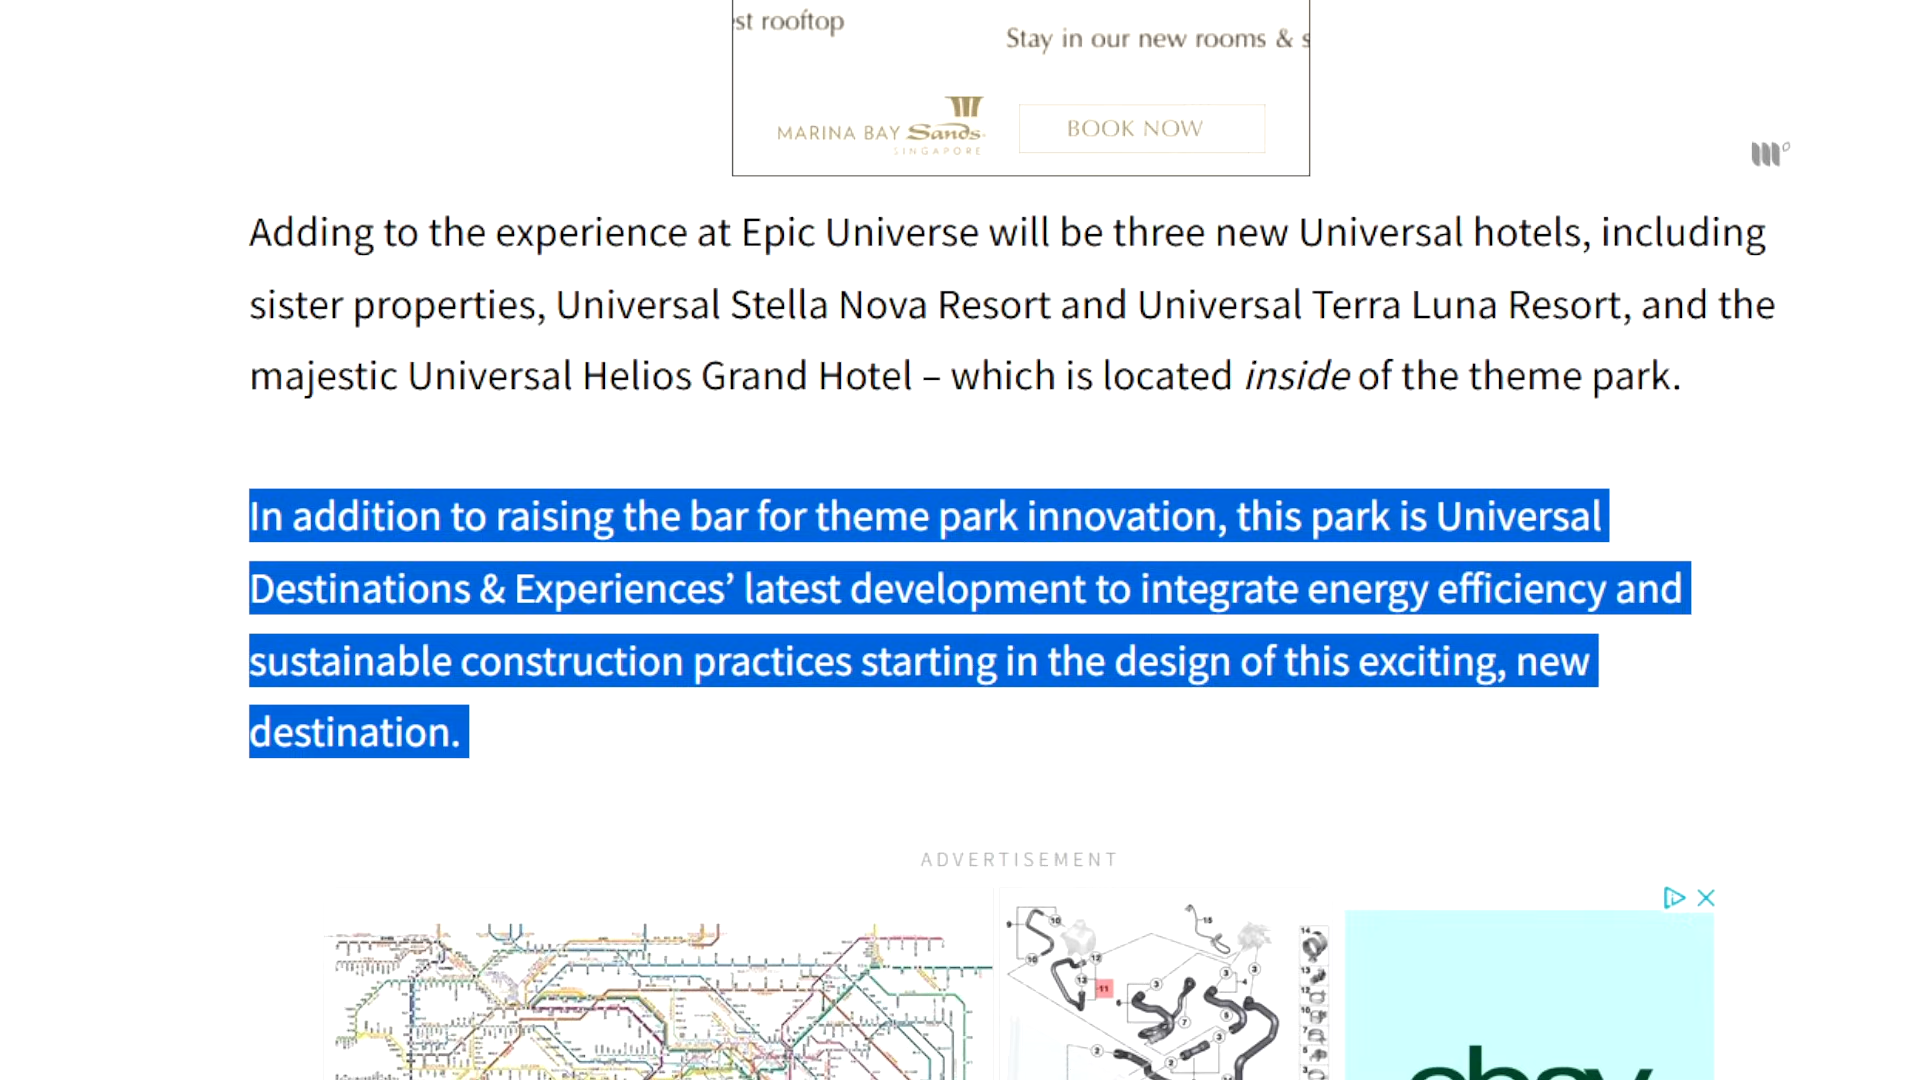 st rooftop
Stay in our new rooms & s
MARINA BAY Sands
SINGAPORE
BOOK NOW
Adding to the experience at Epic Universe will be three new Universal hotels, including
sister properties, Universal Stella Nova Resort and Universal Terra Luna Resort, and the
majestic Universal Helios Grand Hotel – which is located inside of the theme park.
In addition to raising the bar for theme park innovation, this park is Universal
Destinations & Experiences’ latest development to integrate energy efficiency and
sustainable construction practices starting in the design of this exciting, new
destination.
ADVERTISEMENT
ebay